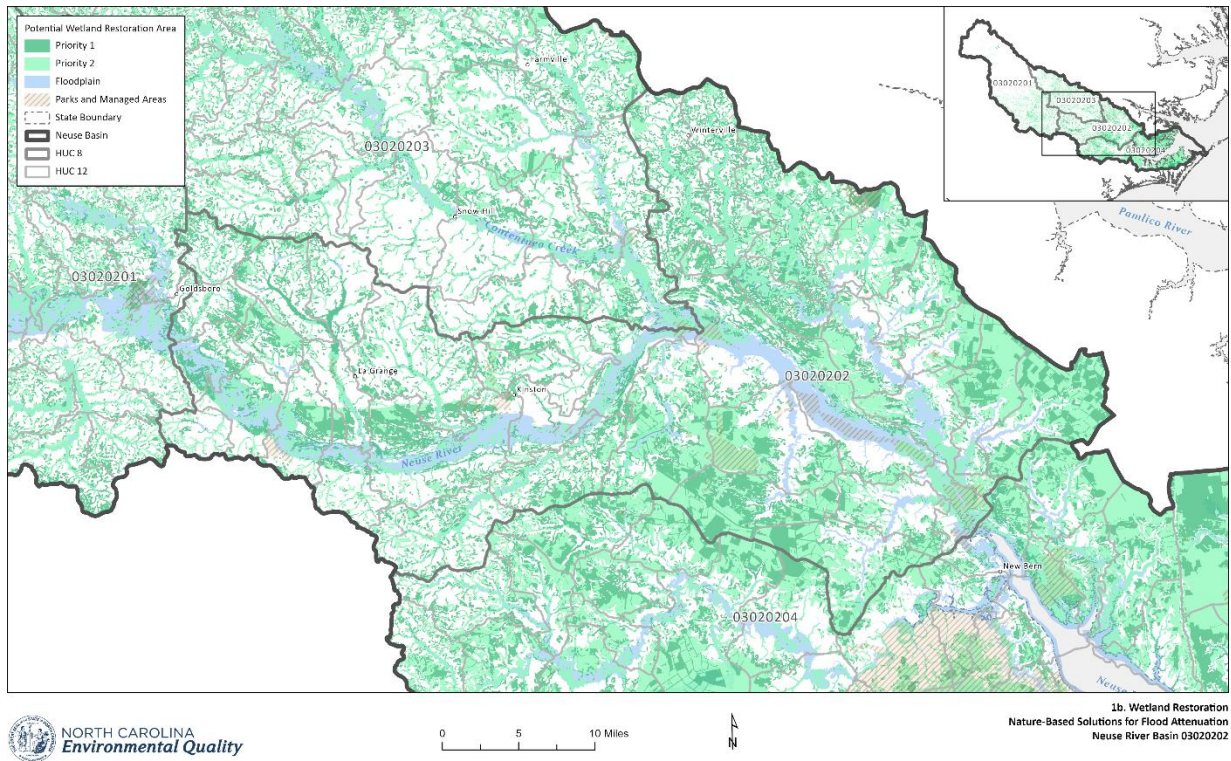 Potential Wetland Restoration Area
Priority 1
Priority 2
Floodplain
Parks and Managed Areas
State Boundary
Neuse Basin
HUC 8
HUC 12
03020201
03020203
03020202
03020204
Pamlico River
Farmville
Winterville
03020203
Snow Hill
Contentnea Creek
03020201
Goldsboro
La Grange
Kinston
03020202
Neuse River
New Bern
03020204
Neuse
NORTH CAROLINA
Environmental Quality
0 5 10 Miles
N
1b. Wetland Restoration
Nature-Based Solutions for Flood Attenuation
Neuse River Basin 03020202